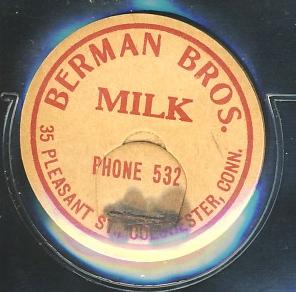 BERMAN BROS.
MILK
PHONE 532
35 PLEASANT ST., COLCHESTER, CONN.